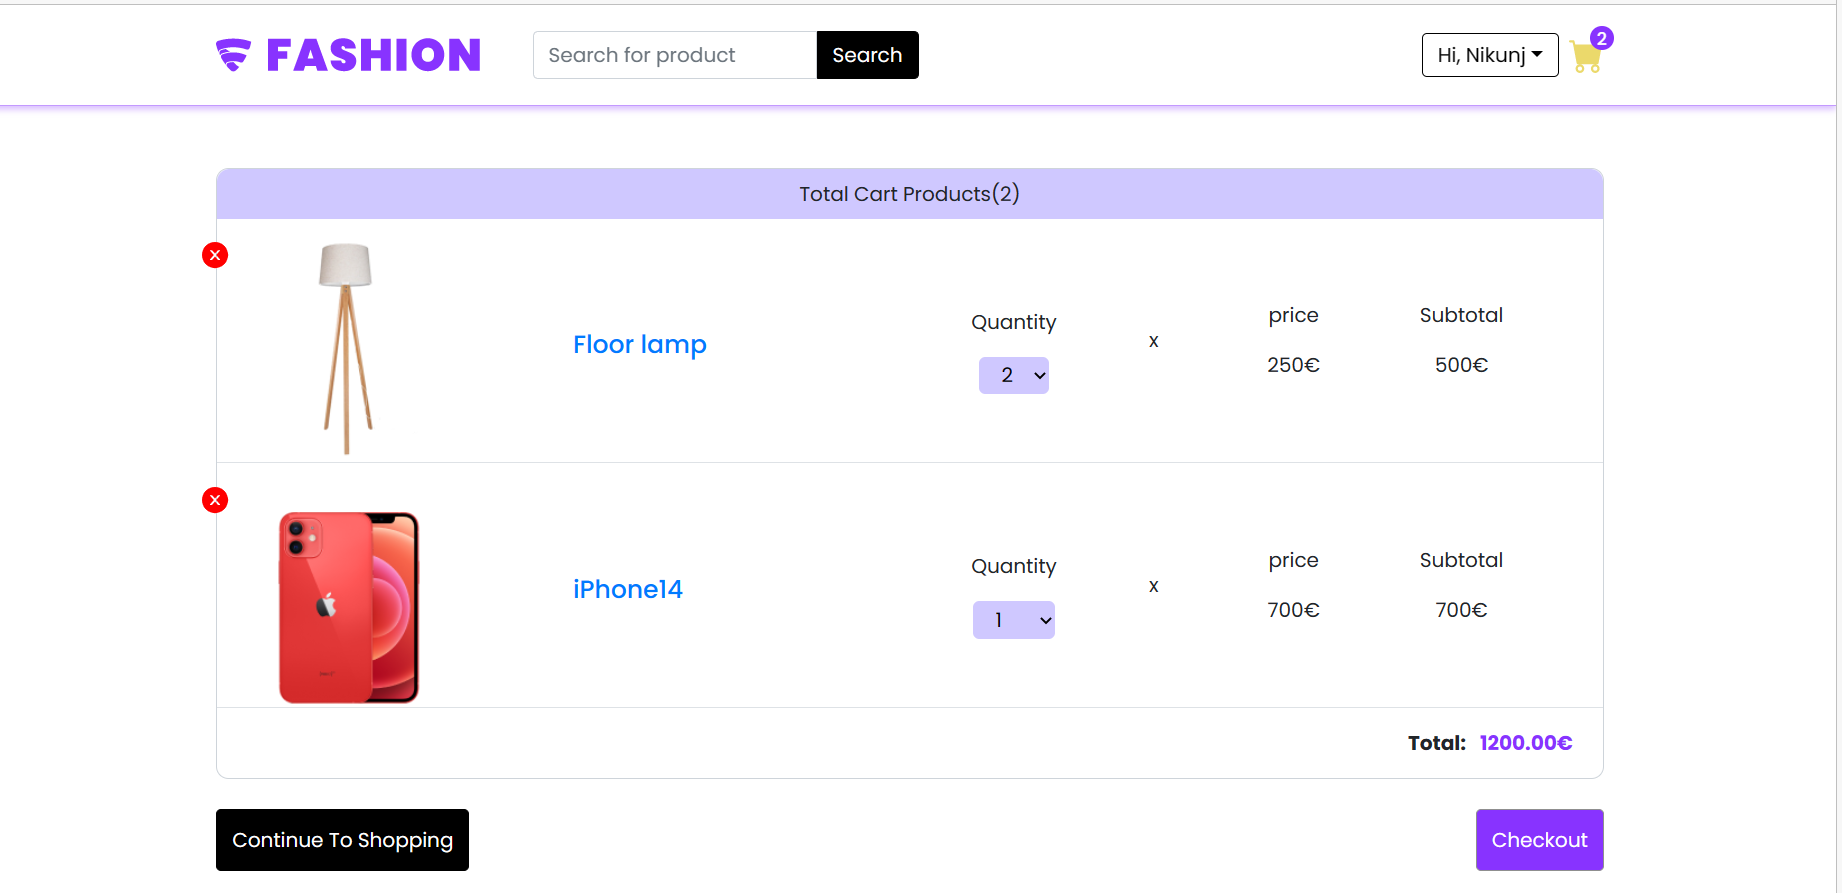 FASHION
Search for product
Search
Hi, Nikunj
2
Total Cart Products(2)
x
Floor lamp
Quantity
2
x
price
250€
Subtotal
500€
x
iPhone14
Quantity
1
x
price
700€
Subtotal
700€
Total: 1200.00€
Continue To Shopping
Checkout